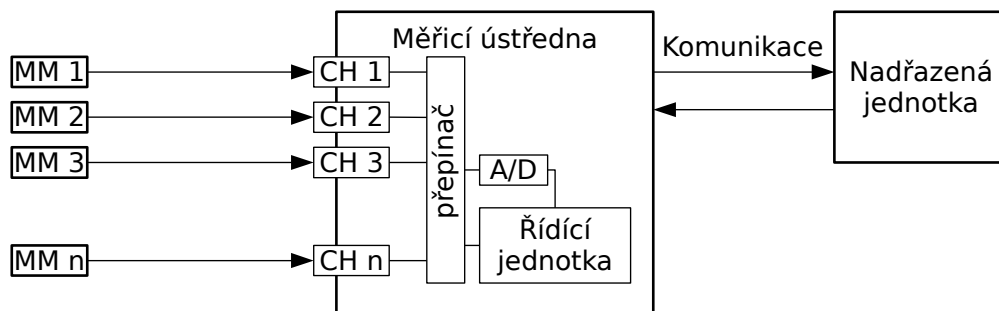 Měřicí ústředna
Komunikace
Nadřazená
jednotka
MM 1
CH 1
MM 2
CH 2
MM 3
CH 3
přepínač
A/D
Řídící
jednotka
MM n
CH n